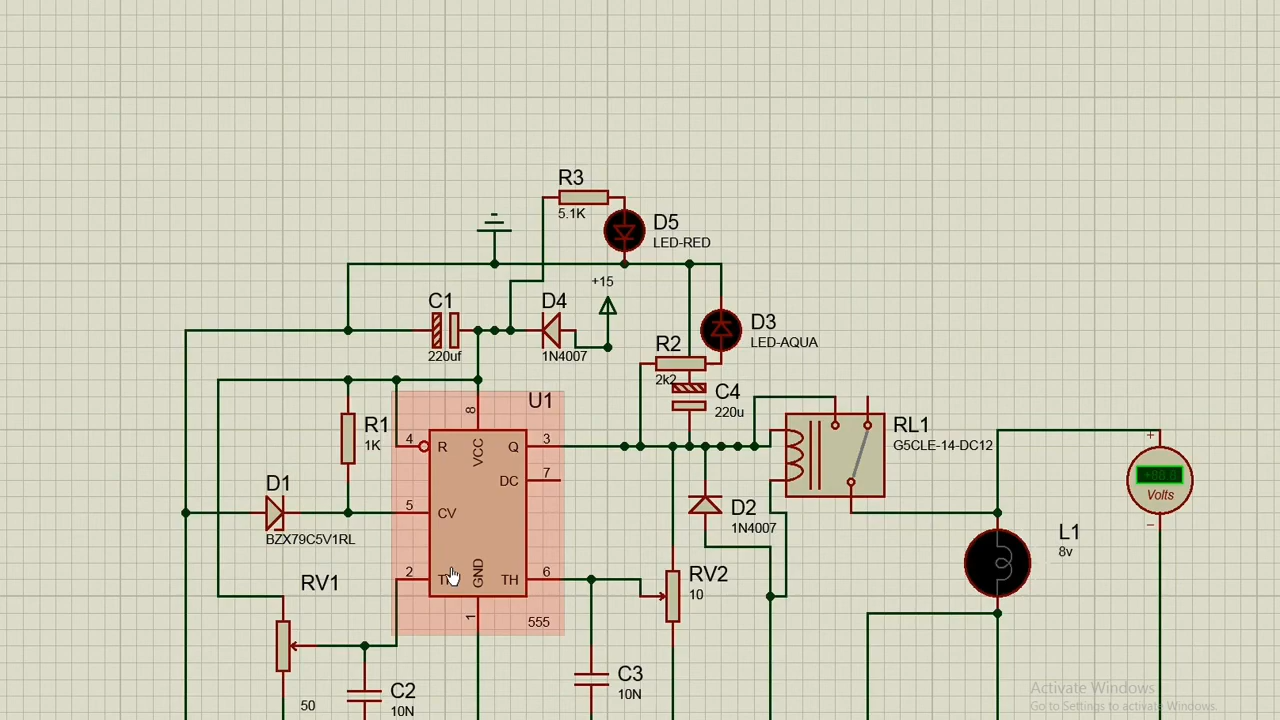 R3
5.1K
D5
LED-RED
+15
C1
220uf
D4
1N4007
D3
LED-AQUA
R2
2k2
C4
220u
U1
R1
1K
4
R
8
VCC
Q
3
DC
7
RL1
G5CLE-14-DC12
+
Volts
−
D1
BZX79C5V1RL
5
CV
D2
1N4007
L1
8v
2
GND
TH
6
RV1
RV2
10
1
555
50
C2
10N
C3
10N
Activate Windows
Go to Settings to activate Windows.